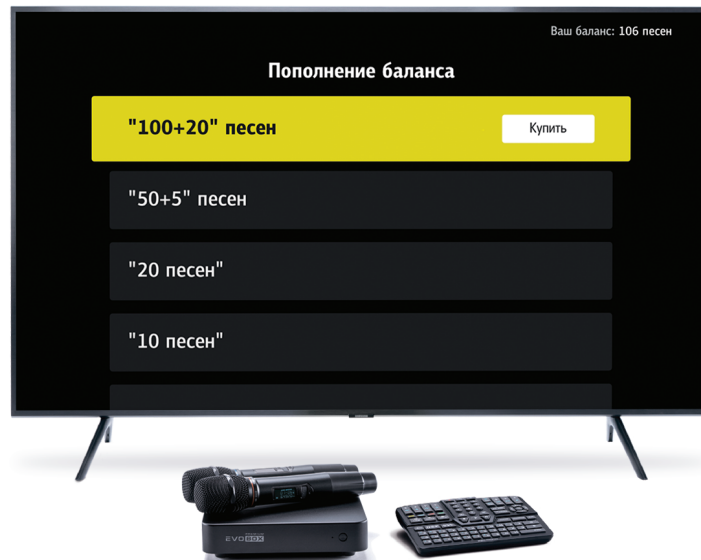 Ваш баланс: 106 песен
Пополнение баланса
"100+20" песен
Купить
"50+5" песен
"20 песен"
"10 песен"
EVOBOX